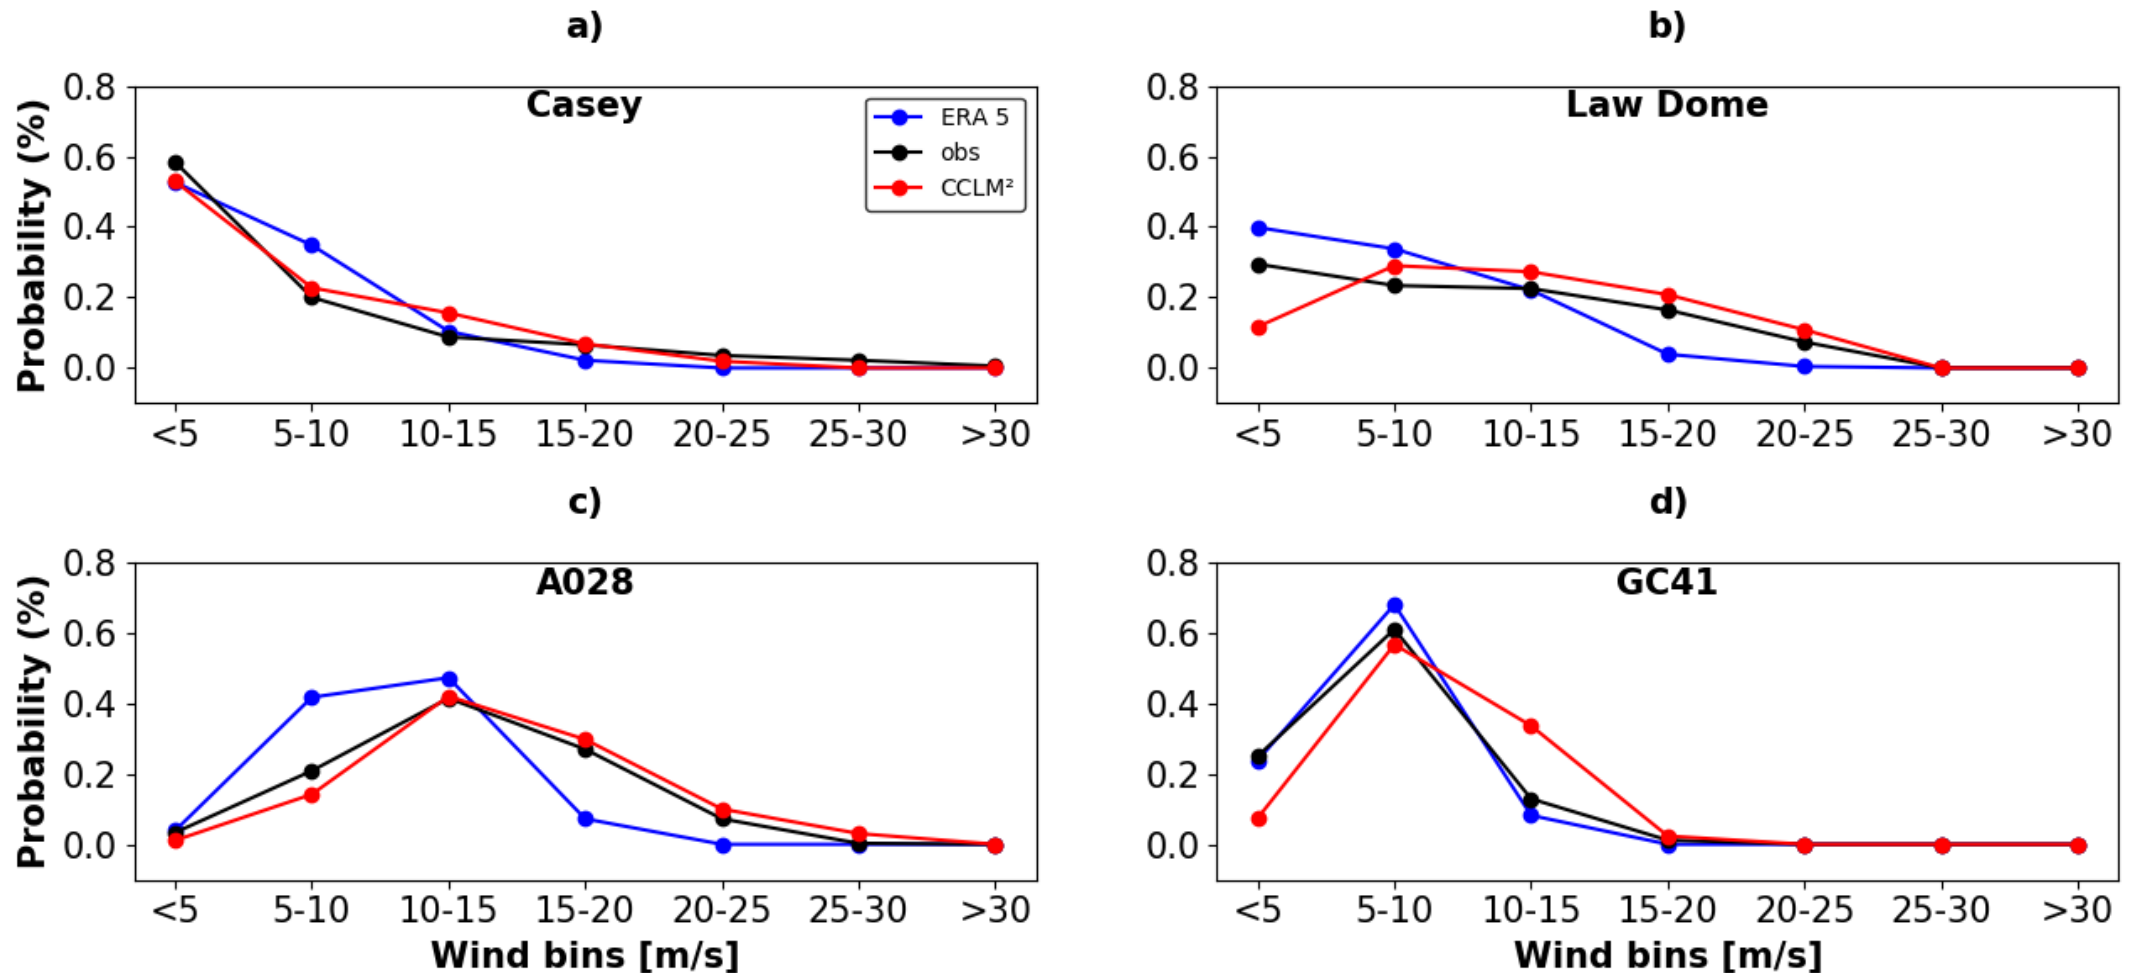 a)
Casey
Probability (%)
0.8
0.6
0.4
0.2
0.0
<5 5-10 10-15 15-20 20-25 25-30 >30
ERA 5
obs
CCLM²
b)
Law Dome
0.8
0.6
0.4
0.2
0.0
<5 5-10 10-15 15-20 20-25 25-30 >30
c)
A028
Probability (%)
0.8
0.6
0.4
0.2
0.0
<5 5-10 10-15 15-20 20-25 25-30 >30
Wind bins [m/s]
d)
GC41
0.8
0.6
0.4
0.2
0.0
<5 5-10 10-15 15-20 20-25 25-30 >30
Wind bins [m/s]